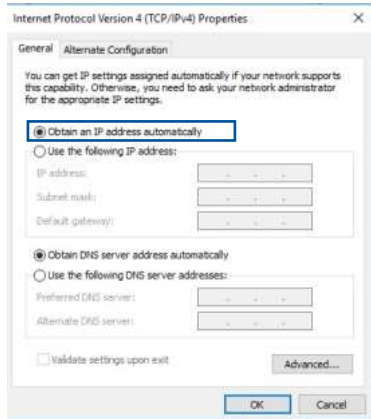 Internet Protocol Version 4 (TCP/IPv4) Properties
General
Alternate Configuration
You can get IP settings assigned automatically if your network supports
this capability. Otherwise, you need to ask your network administrator
for the appropriate IP settings.
Obtain an IP address automatically
Use the following IP address:
IP address:
Subnet mask:
Default gateway:
Obtain DNS server address automatically
Use the following DNS server addresses:
Preferred DNS server:
Alternate DNS server:
Validate settings upon exit
Advanced...
OK
Cancel